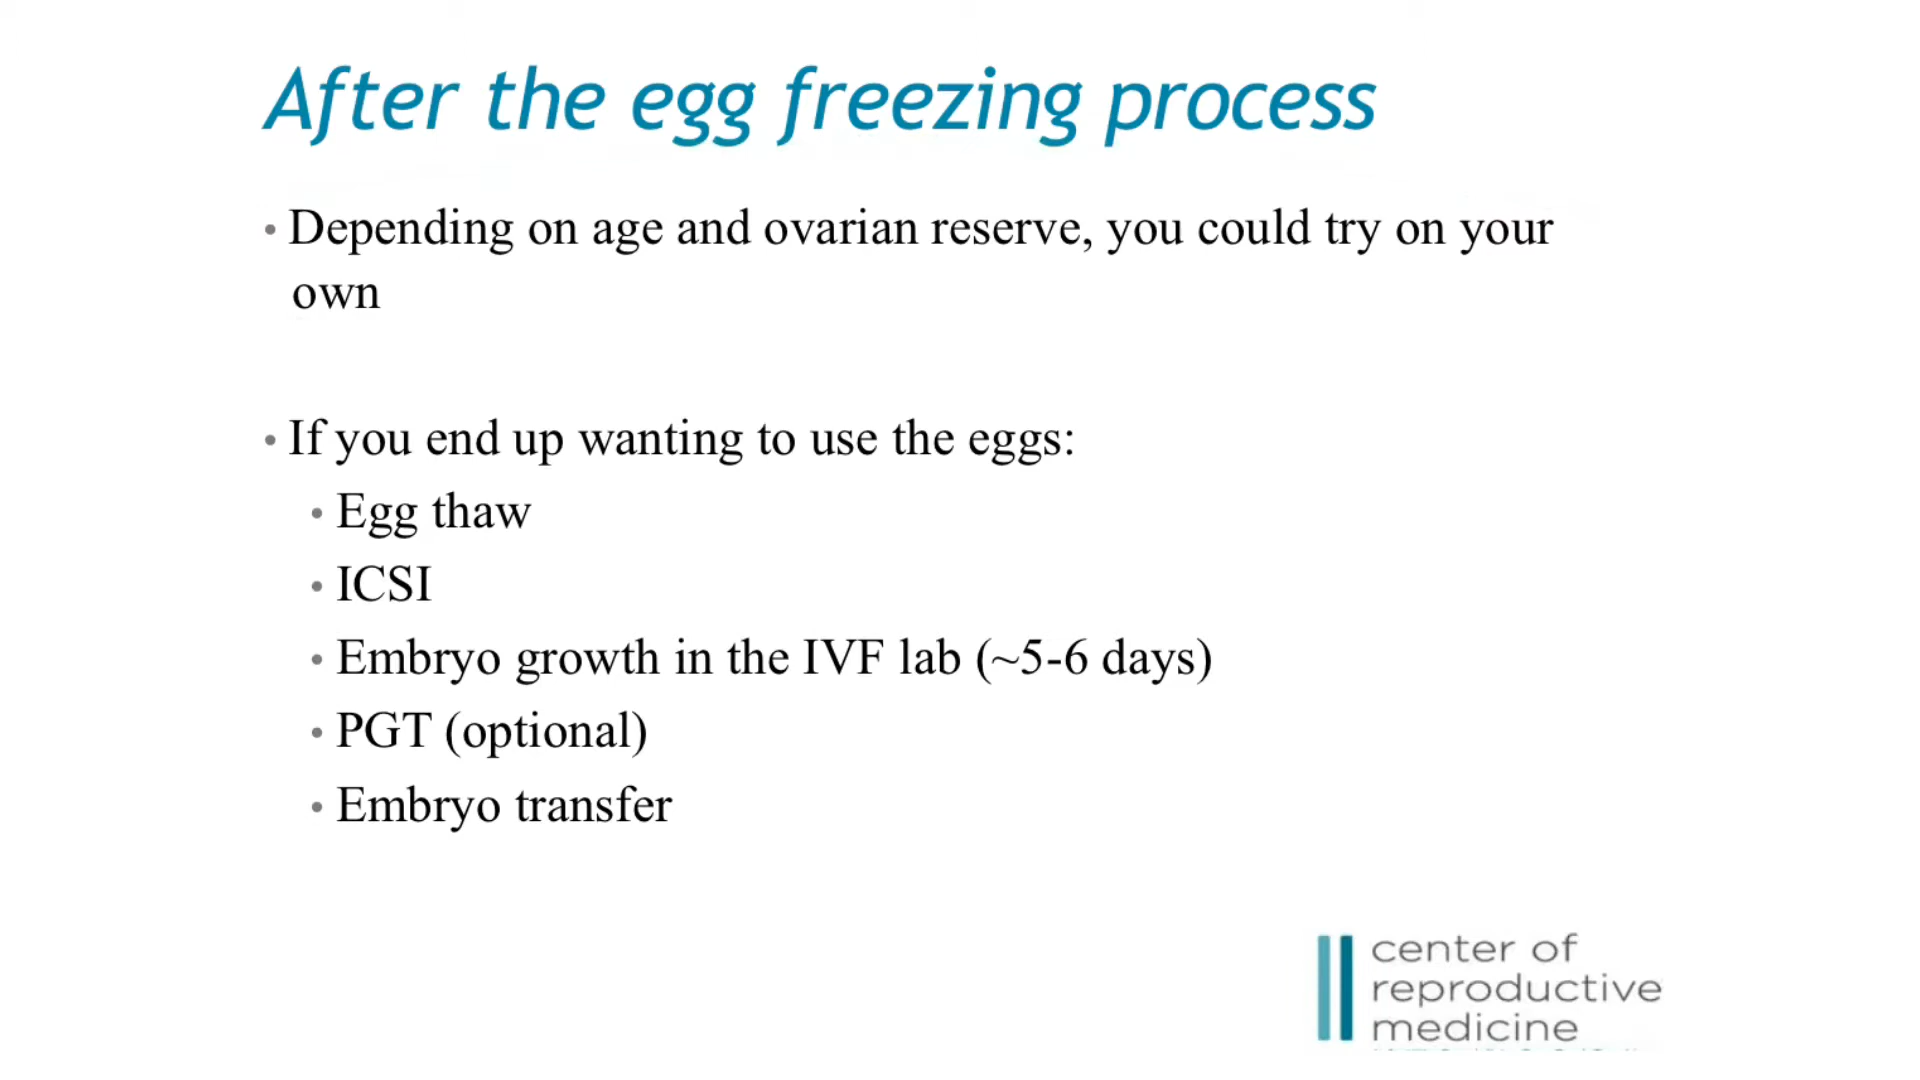 After the egg freezing process
• Depending on age and ovarian reserve, you could try on your
own
• If you end up wanting to use the eggs:
• Egg thaw
• ICSI
• Embryo growth in the IVF lab (~5-6 days)
• PGT (optional)
• Embryo transfer
center of
reproductive
medicine